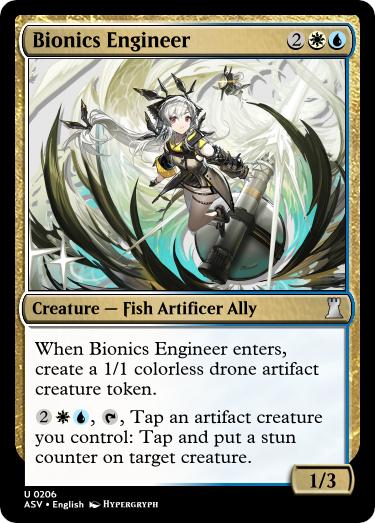 Bionics Engineer 2
Creature — Fish Artificer Ally
When Bionics Engineer enters,
create a 1/1 colorless drone artifact
creature token.
2, , Tap an artifact creature
you control: Tap and put a stun
counter on target creature.
1/3
U 0206
ASV • English HYPERGRYPH